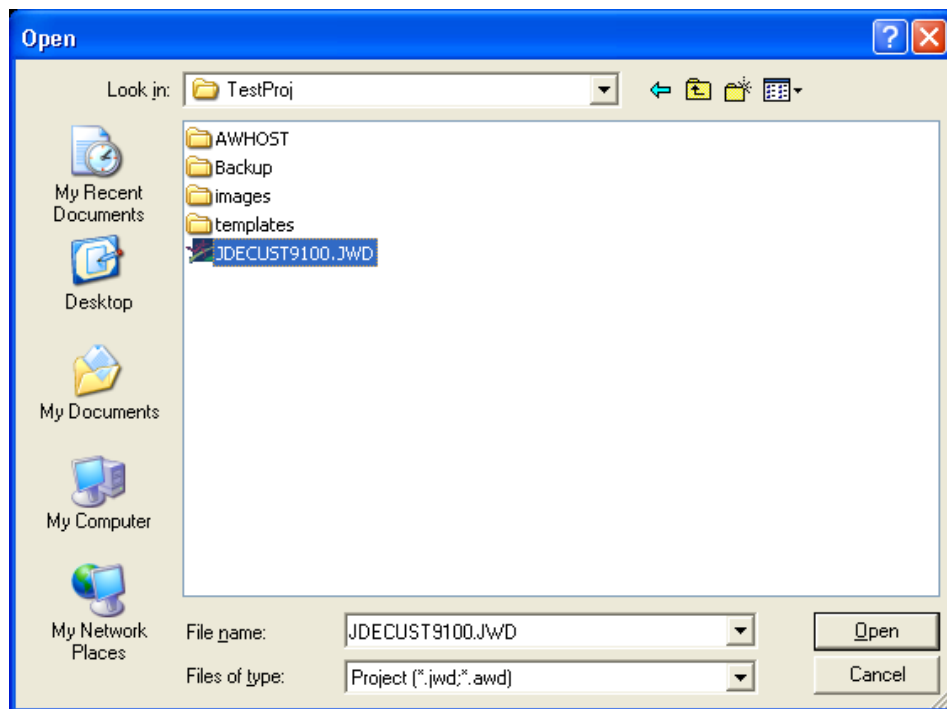 Open
Look in: TestProj
AWHOST
Backup
images
templates
JDECUST9100.JWD
My Recent
Documents
Desktop
My Documents
My Computer
My Network
Places
File name: JDECUST9100.JWD Open
Files of type: Project (*.jwd;*.awd) Cancel